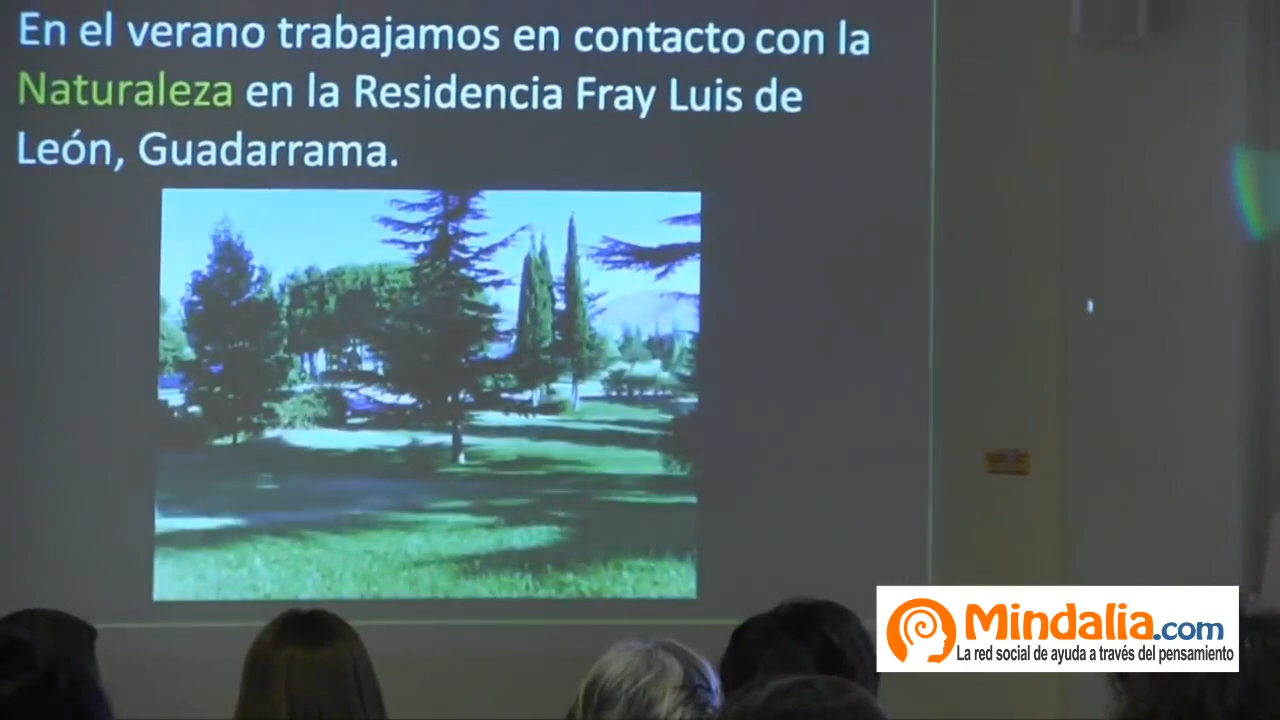 En el verano trabajamos en contacto con la
Naturaleza en la Residencia Fray Luis de
León, Guadarrama.
Mindalia.com
La red social de ayuda a través del pensamiento